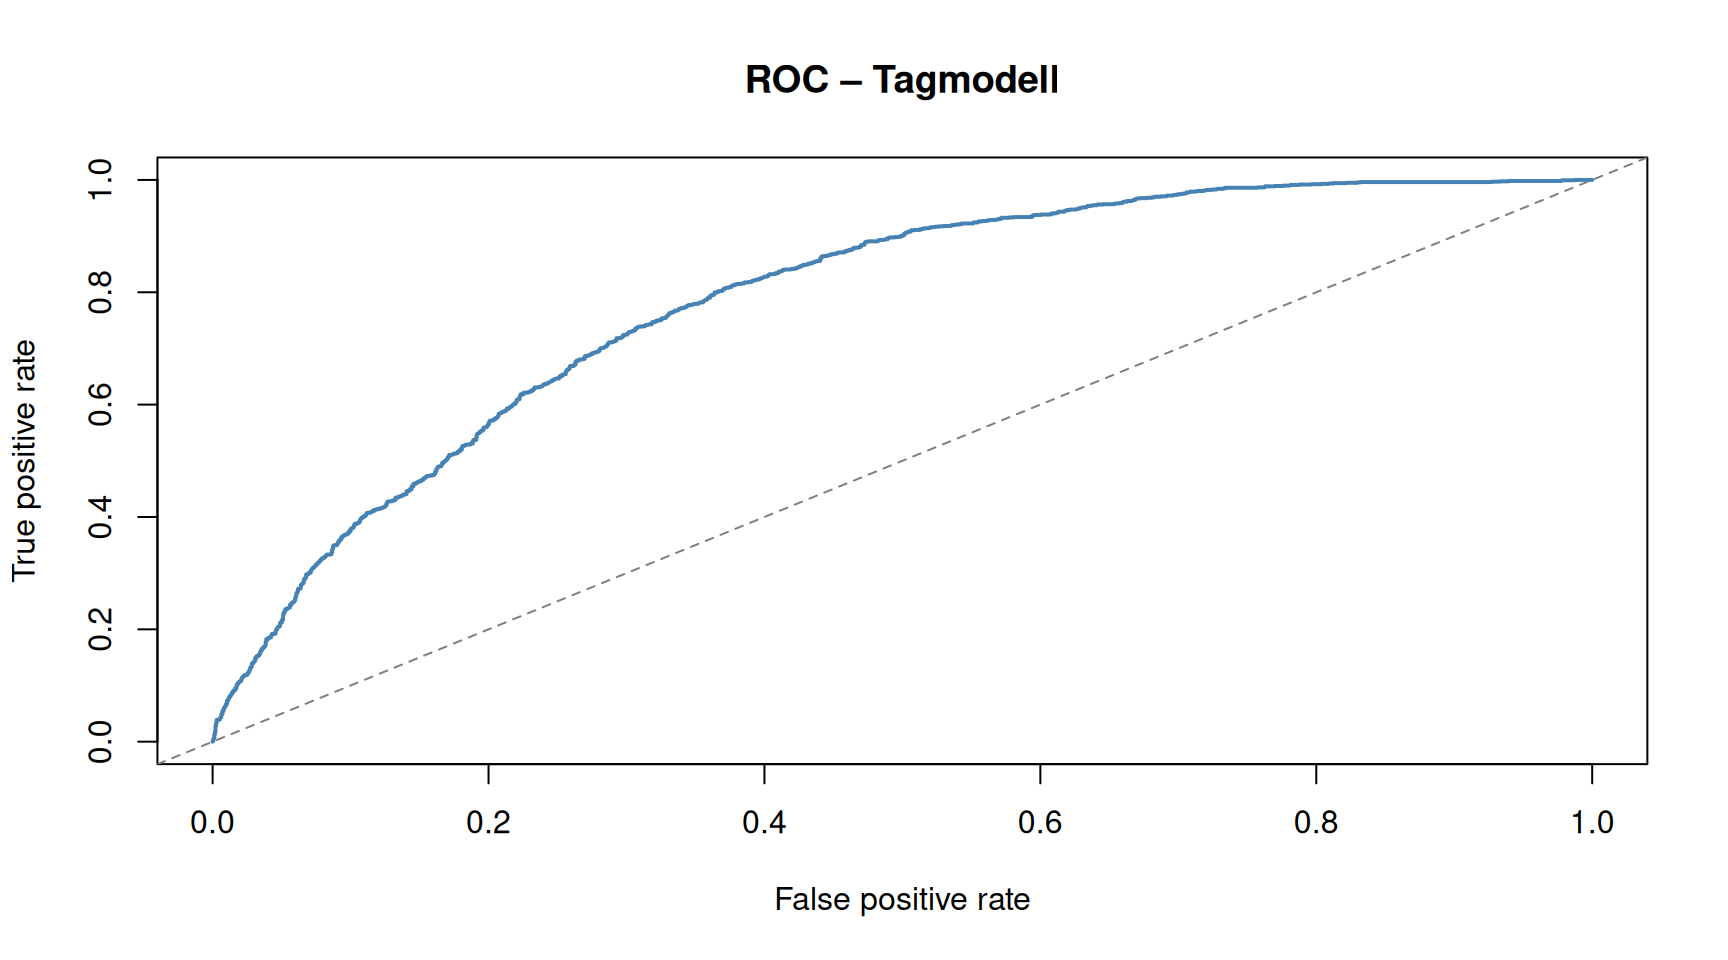 ROC – Tagmodell
True positive rate
1.0
0.8
0.6
0.4
0.2
0.0
0.0 0.2 0.4 0.6 0.8 1.0
False positive rate